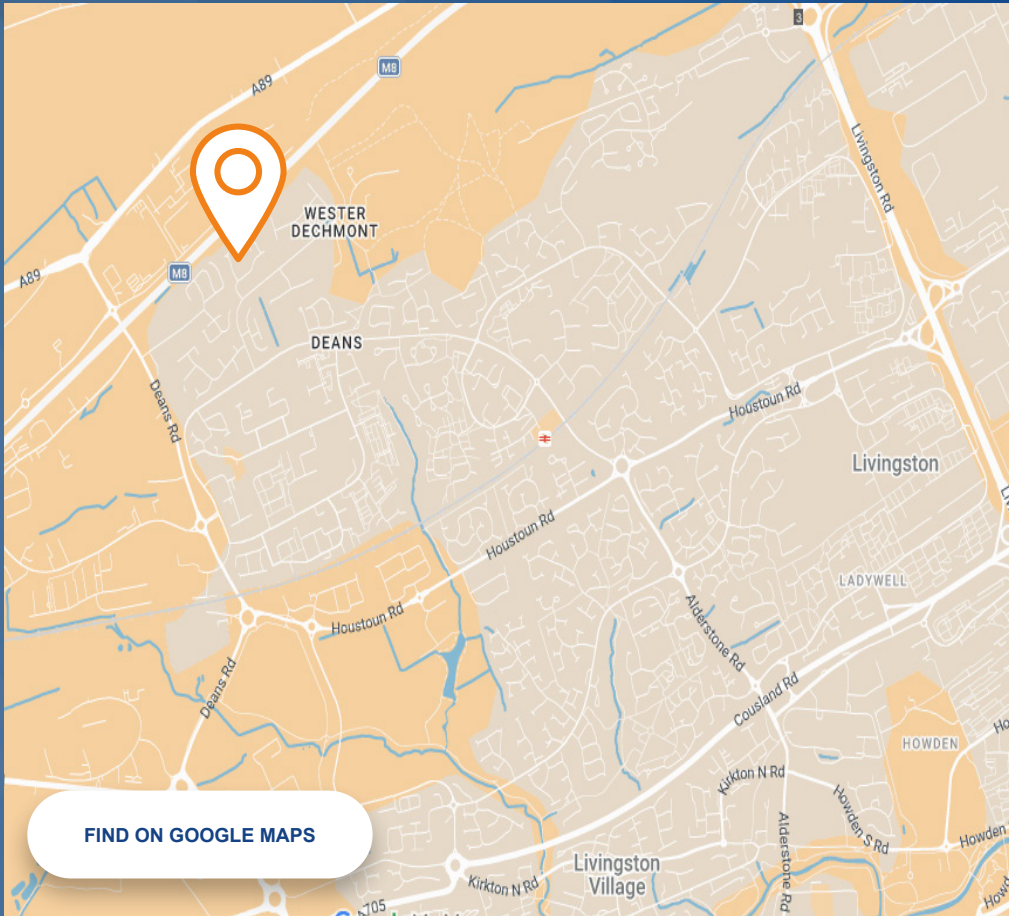 3
M8
A89
Livingston Rd
WESTER
DECHMONT
A89
M8
DEANS
Deans Rd
Houstoun Rd
Livingston
Houstoun Rd
LADYWELL
Houstoun Rd
Alderstone Rd
Deans Rd
Cousland Rd
HOWDEN
Kirkton N Rd
Howden S Rd
Alderstone Rd
Howden
FIND ON GOOGLE MAPS
Livingston
Village
Kirkton N Rd
A705